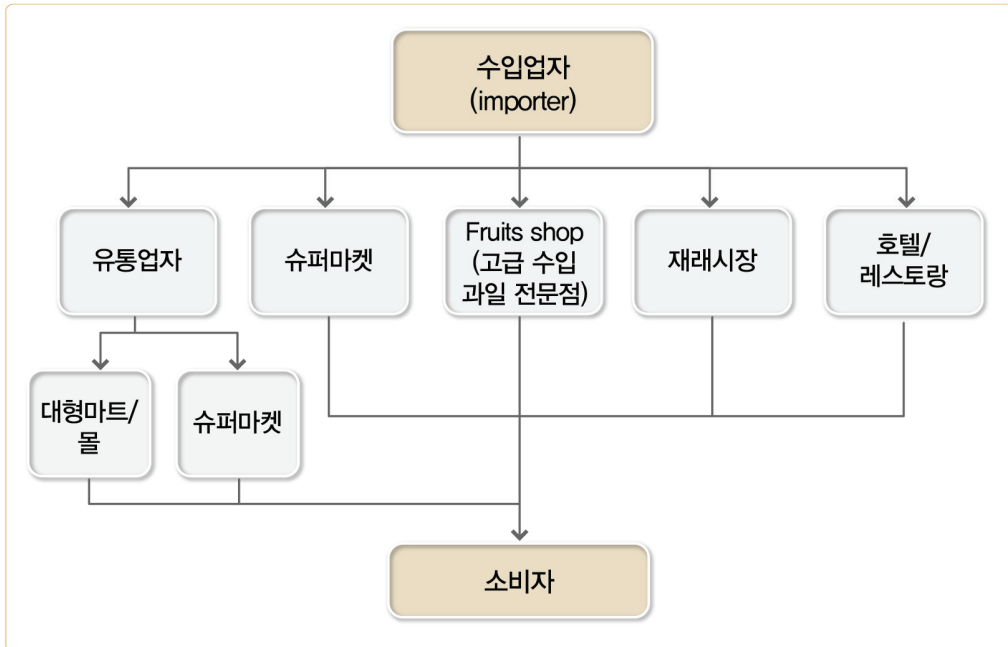 수입업자
(importer)
유통업자
슈퍼마켓
Fruits shop
(고급 수입
과일 전문점)
재래시장
호텔/
레스토랑
대형마트/
몰
슈퍼마켓
소비자